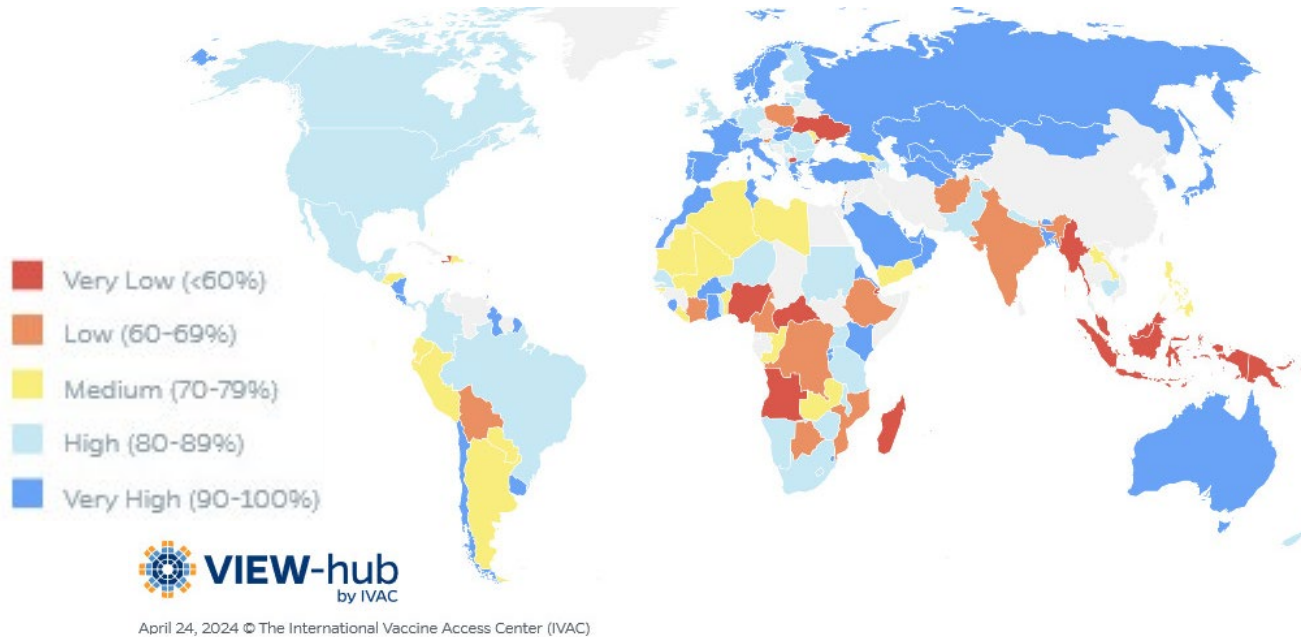 Very Low (<60%)
Low (60-69%)
Medium (70-79%)
High (80-89%)
Very High (90-100%)
VIEW-hub
by IVAC
April 24, 2024 © The International Vaccine Access Center (IVAC)